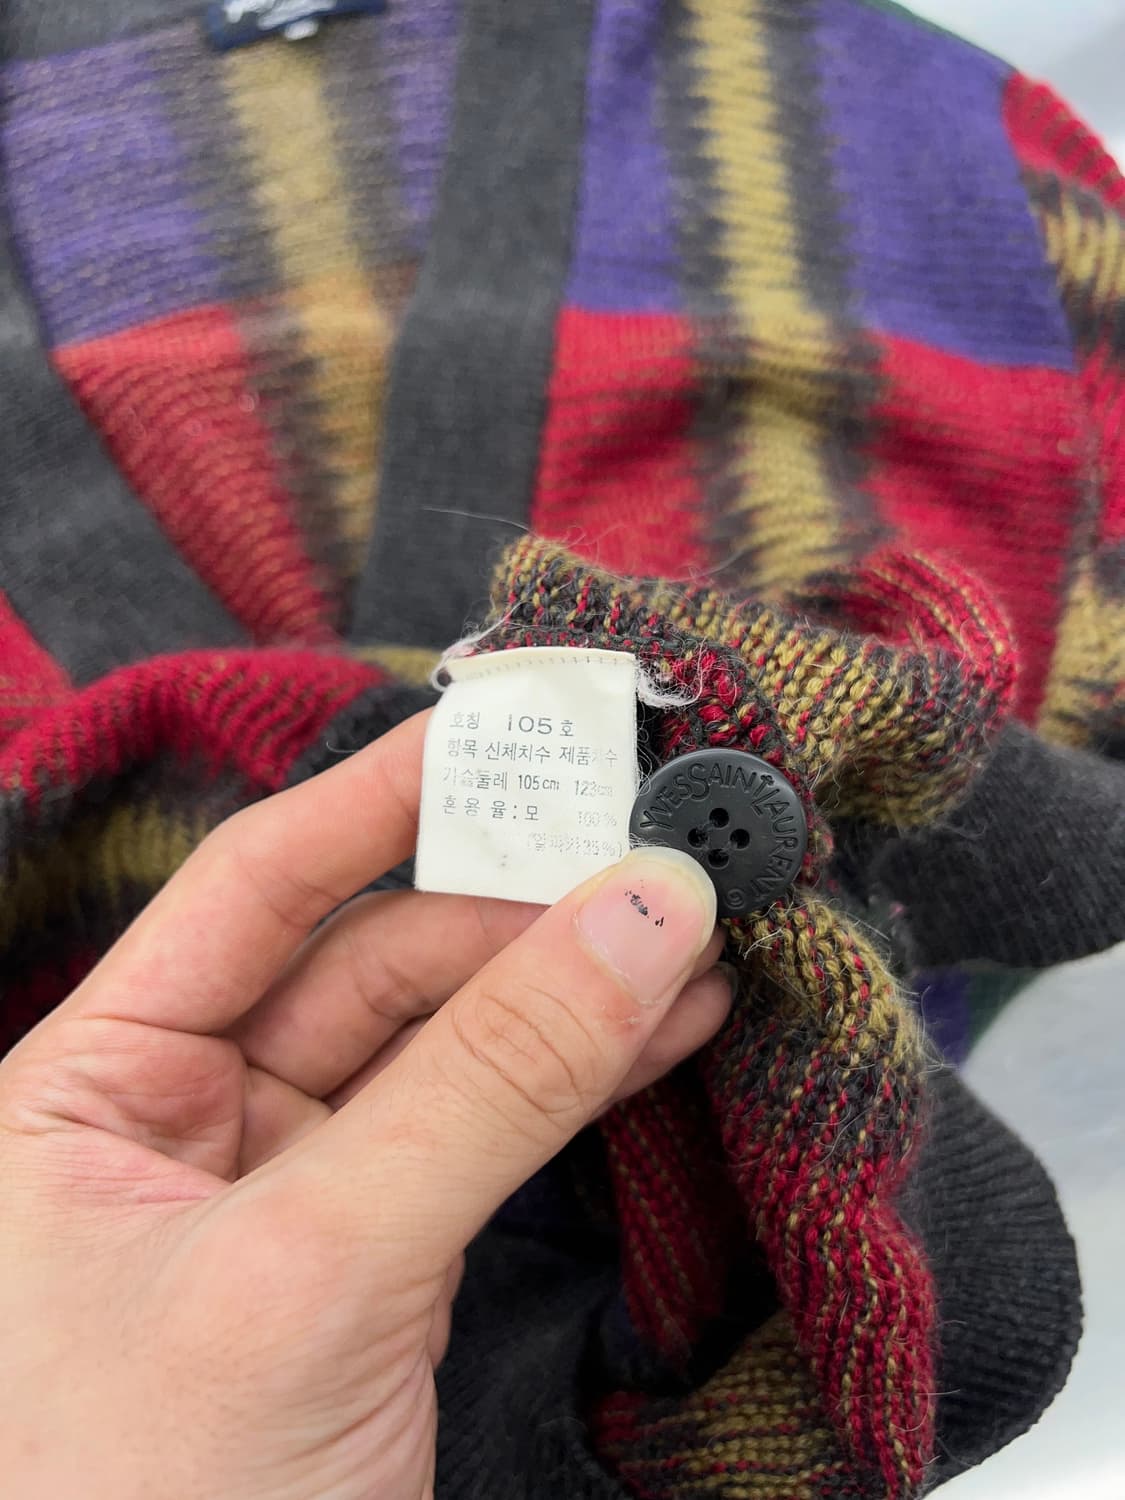 호칭 105호
항목 신체치수 제품치수
가슴둘레 105cm 123cm
혼용율:모 100%
YVES SAINT LAURENT